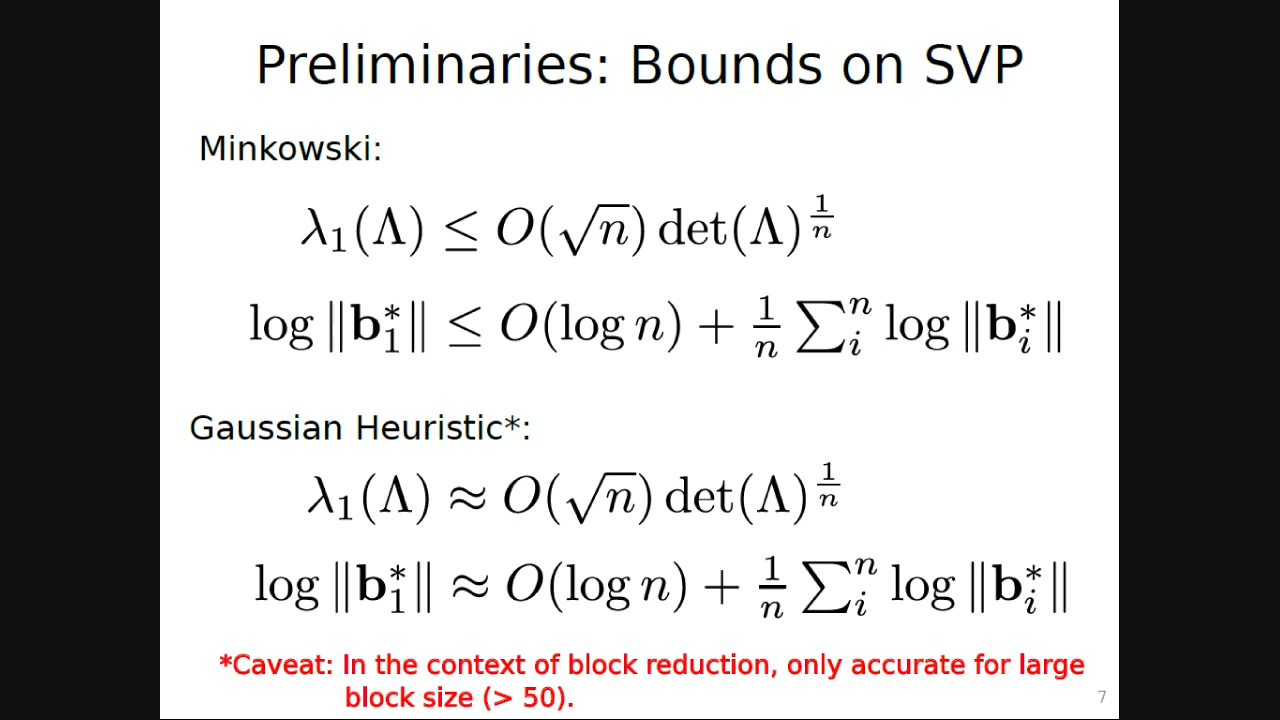 Preliminaries: Bounds on SVP
Minkowski:
λ₁(Λ) ≤ O(√n) det(Λ)^{1/n}
log ‖b₁*‖ ≤ O(log n) + 1/n ∑ᵢⁿ log ‖bᵢ*‖
Gaussian Heuristic*:
λ₁(Λ) ≈ O(√n) det(Λ)^{1/n}
log ‖b₁*‖ ≈ O(log n) + 1/n ∑ᵢⁿ log ‖bᵢ*‖
*Caveat: In the context of block reduction, only accurate for large
block size (> 50).
7